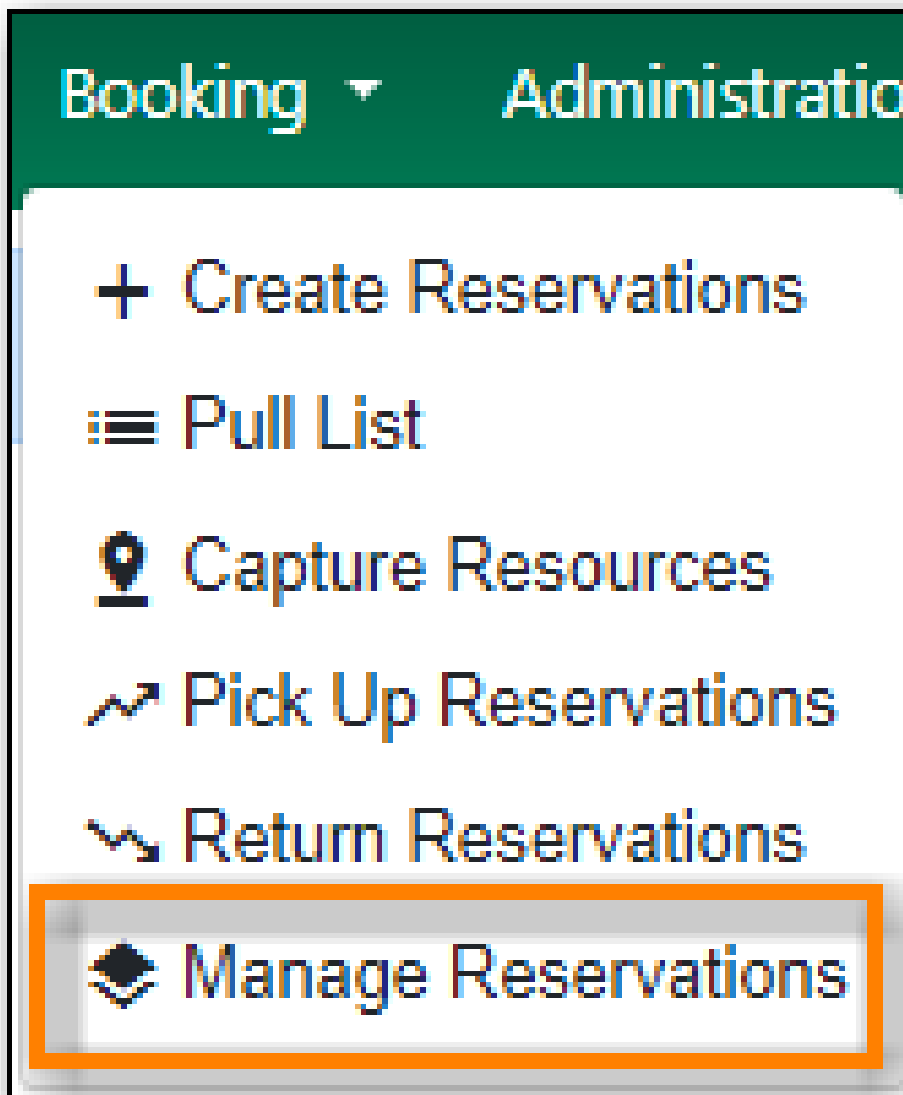 Booking Administratio
Create Reservations
Pull List
Capture Resources
Pick Up Reservations
Return Reservations
Manage Reservations